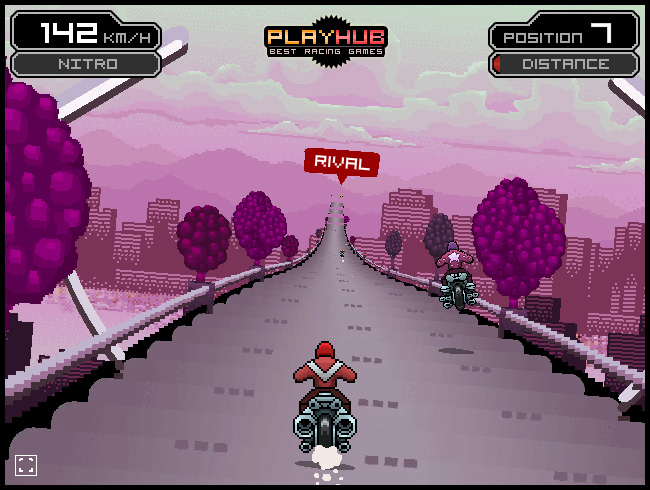 142 KM/H
NITRO
PLAYHUB
BEST RACING GAMES
POSITION 7
DISTANCE
RIVAL